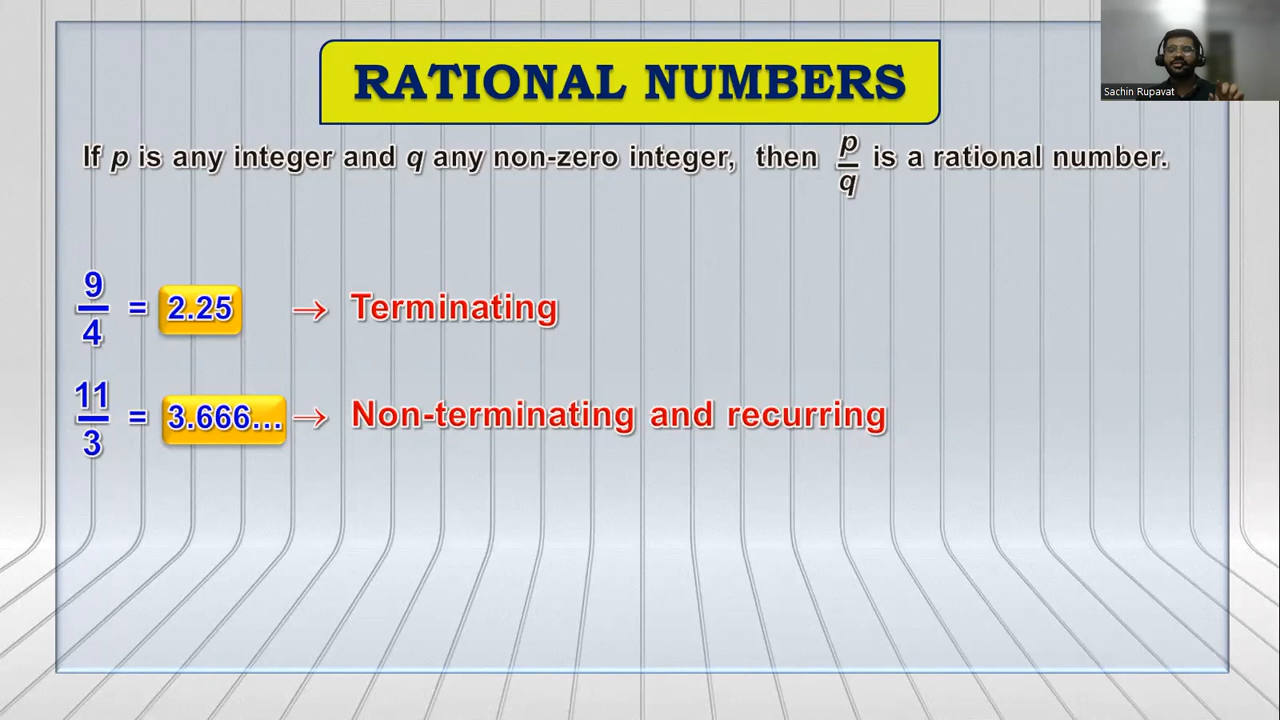 RATIONAL NUMBERS
Sachin Rupavat
If p is any integer and q any non-zero integer, then p/q is a rational number.
9/4 = 2.25 → Terminating
11/3 = 3.666... → Non-terminating and recurring